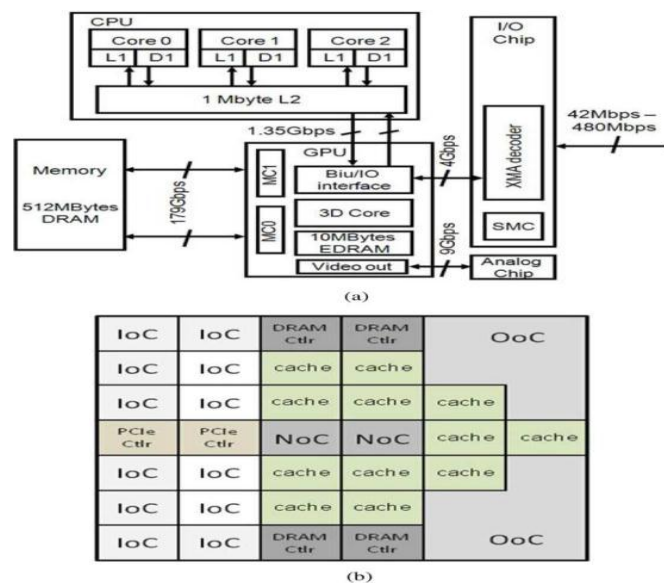 CPU
Core 0 Core 1 Core 2
L1 D1 L1 D1 L1 D1
1 Mbyte L2
1.35Gbps
I/O
Chip
XMA decoder
SMC
42Mbps –
480Mbps
Memory
512MBytes
DRAM
179Gbps
GPU
MC1
MC0
Biu/IO
interface
3D Core
10MBytes
EDRAM
Video out
4Gbps
9Gbps
Analog
Chip
(a)
IoC IoC DRAM Ctlr DRAM Ctlr OoC
IoC IoC cache cache
IoC IoC cache cache cache
PCIe Ctlr PCIe Ctlr NoC NoC cache cache
IoC IoC cache cache cache
IoC IoC cache cache
IoC IoC DRAM Ctlr DRAM Ctlr OoC
(b)